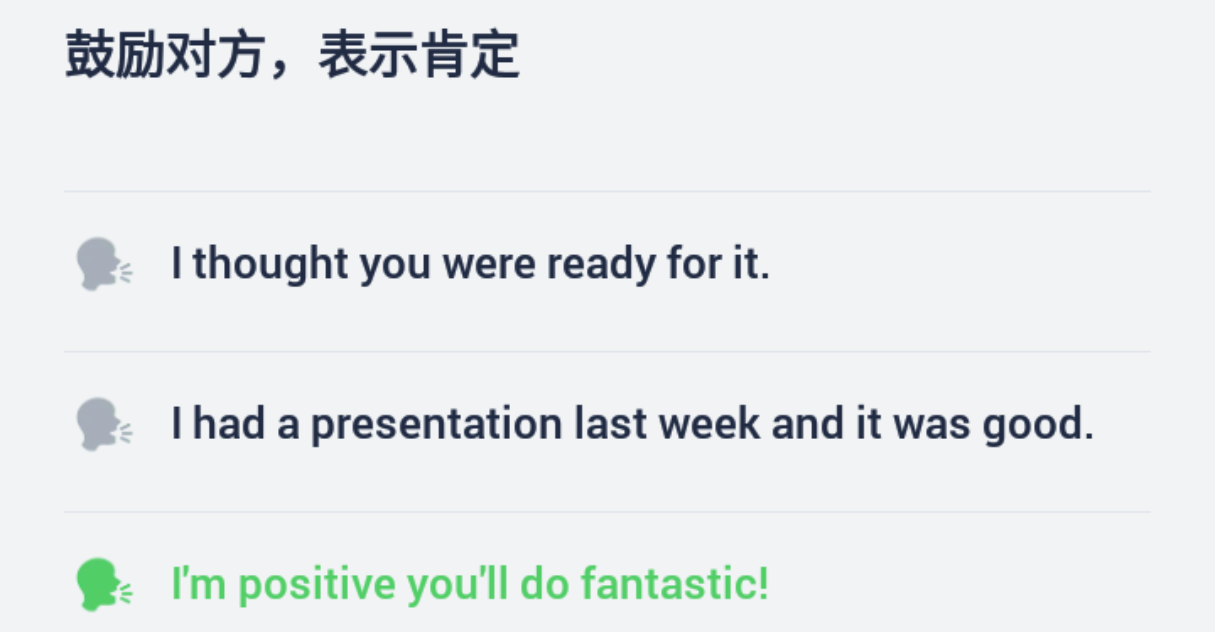 鼓励对方，表示肯定
I thought you were ready for it.
I had a presentation last week and it was good.
I'm positive you'll do fantastic!